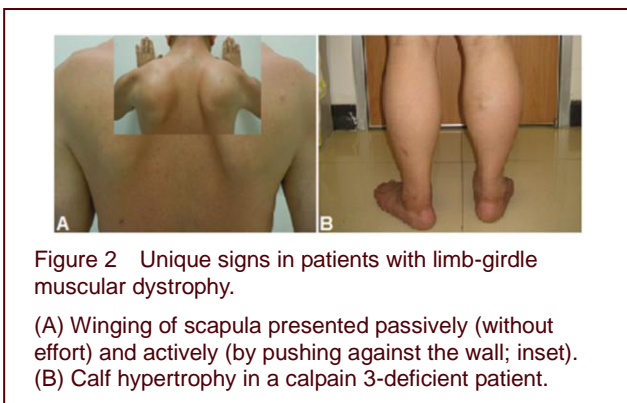 A
B
Figure 2 Unique signs in patients with limb-girdle
muscular dystrophy.
(A) Winging of scapula presented passively (without
effort) and actively (by pushing against the wall; inset).
(B) Calf hypertrophy in a calpain 3-deficient patient.